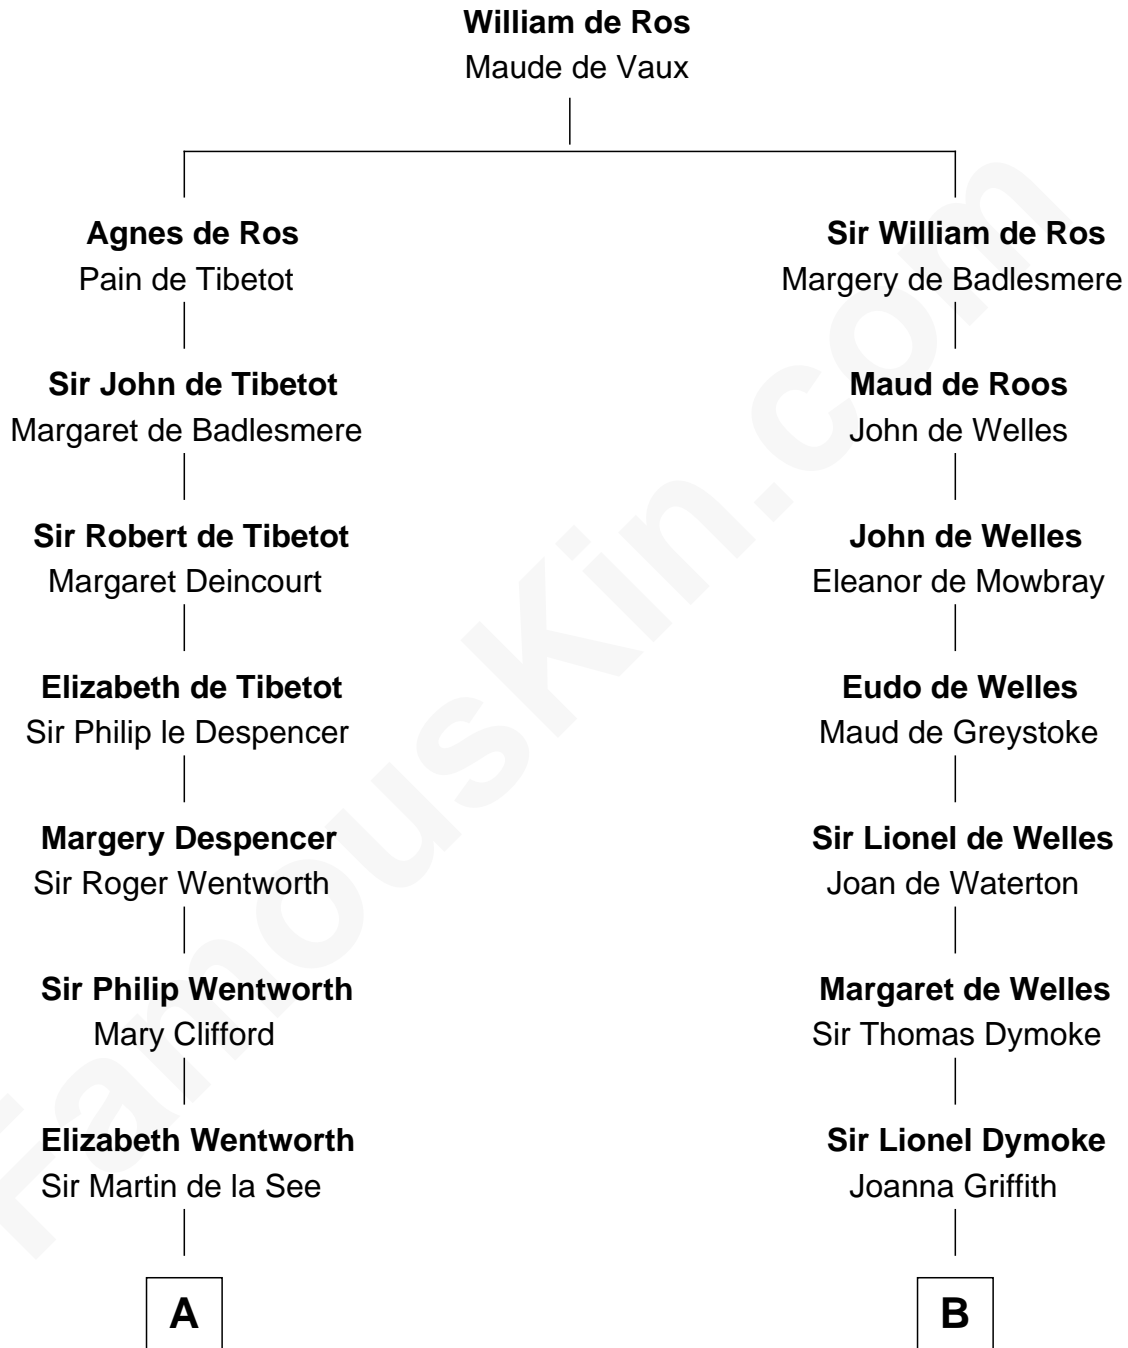 William de Ros
Maude de Vaux
Agnes de Ros
Pain de Tibetot
Sir William de Ros
Margery de Badlesmere
Sir John de Tibetot
Margaret de Badlesmere
Maud de Roos
John de Welles
Sir Robert de Tibetot
Margaret Deincourt
John de Welles
Eleanor de Mowbray
Elizabeth de Tibetot
Sir Philip le Despencer
Eudo de Welles
Maud de Greystoke
Margery Despencer
Sir Roger Wentworth
Sir Lionel de Welles
Joan de Waterton
Sir Philip Wentworth
Mary Clifford
Margaret de Welles
Sir Thomas Dymoke
Elizabeth Wentworth
Sir Martin de la See
Sir Lionel Dymoke
Joanna Griffith
A
B
FamousKin.com